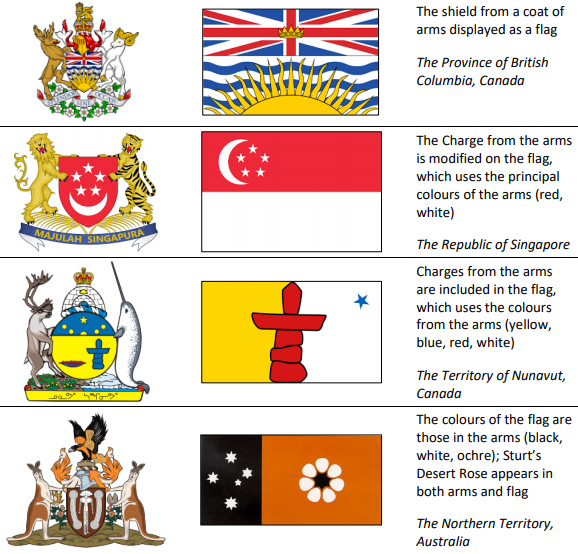 The shield from a coat of
arms displayed as a flag
The Province of British
Columbia, Canada
The Charge from the arms
is modified on the flag,
which uses the principal
colours of the arms (red,
white)
MAJULAH SINGAPURA
The Republic of Singapore
Charges from the arms
are included in the flag,
which uses the colours
from the arms (yellow,
blue, red, white)
The Territory of Nunavut,
Canada
The colours of the flag are
those in the arms (black,
white, ochre); Sturt’s
Desert Rose appears in
both arms and flag
The Northern Territory,
Australia